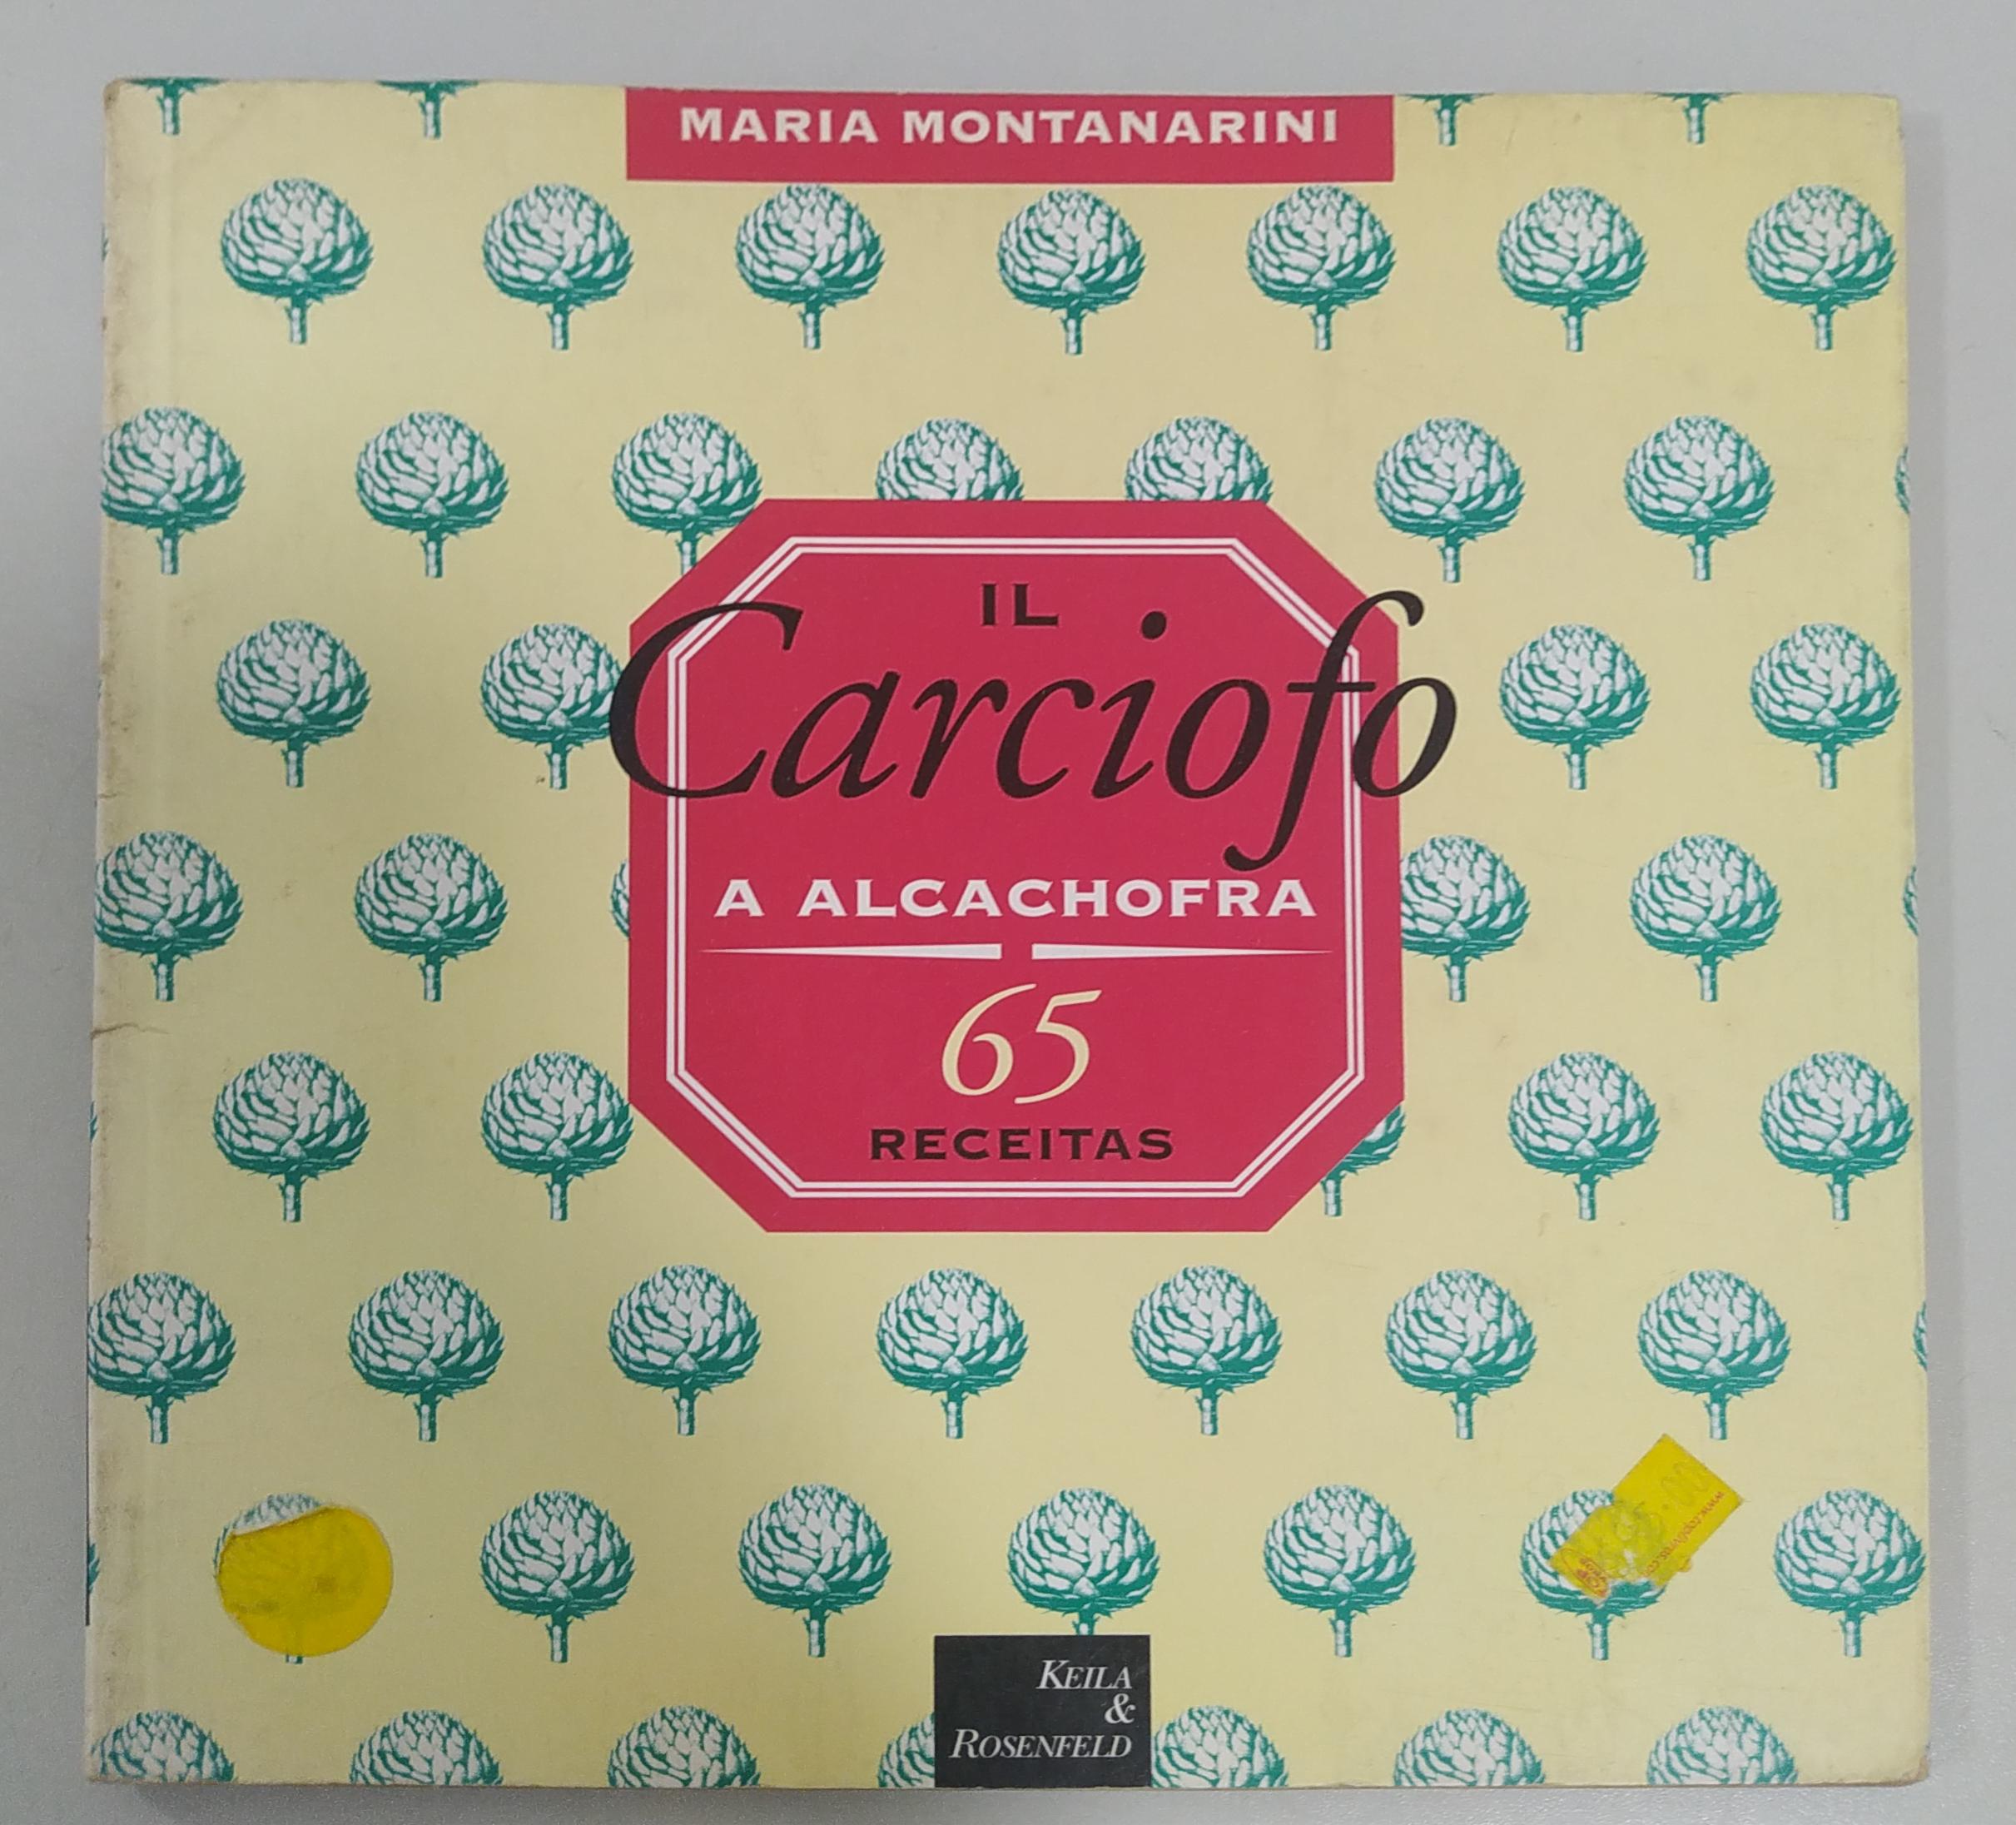 MARIA MONTANARINI
IL
Carciofo
A ALCACHOFRA
65
RECEITAS
KEILA
&
ROSENFELD